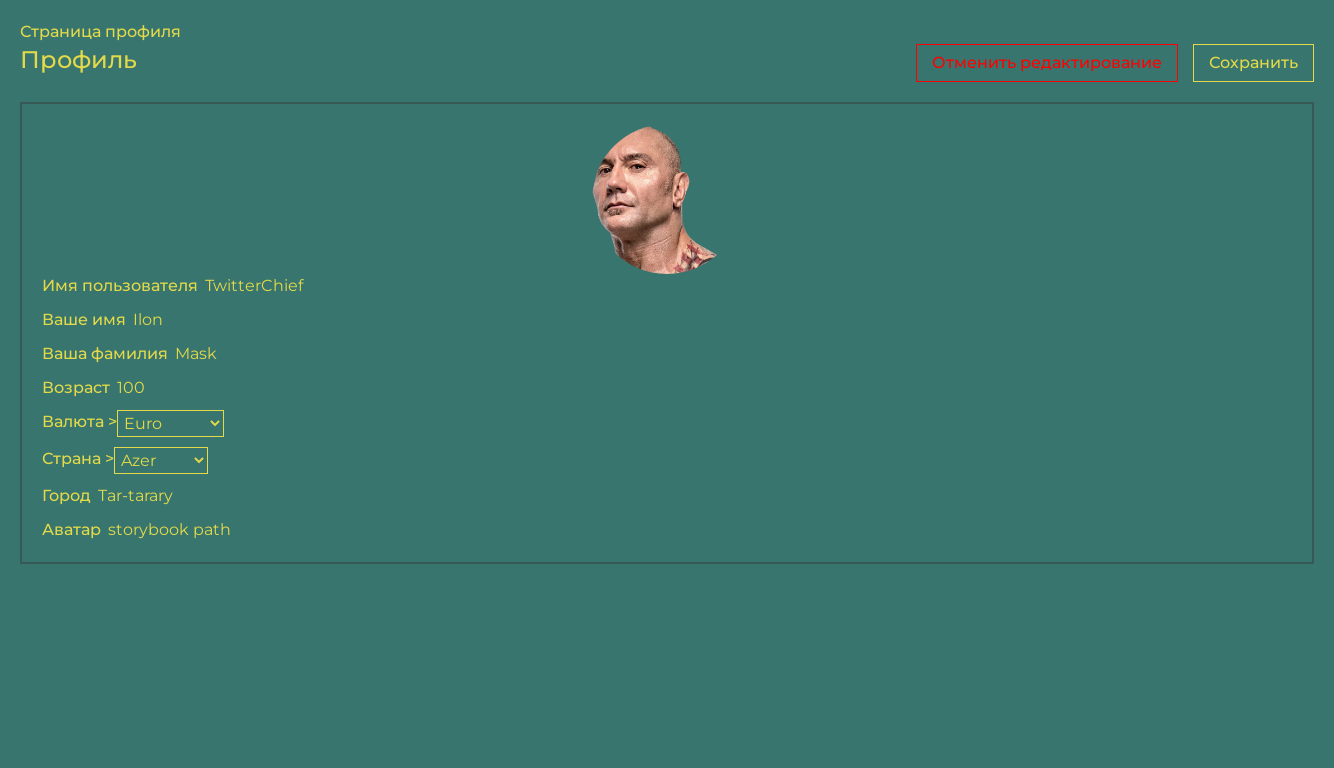 Страница профиля
Профиль
Отменить редактирование
Сохранить
Имя пользователя TwitterChief
Ваше имя Ilon
Ваша фамилия Mask
Возраст 100
Валюта > Euro
Страна > Azer
Город Tar-tarary
Аватар storybook path